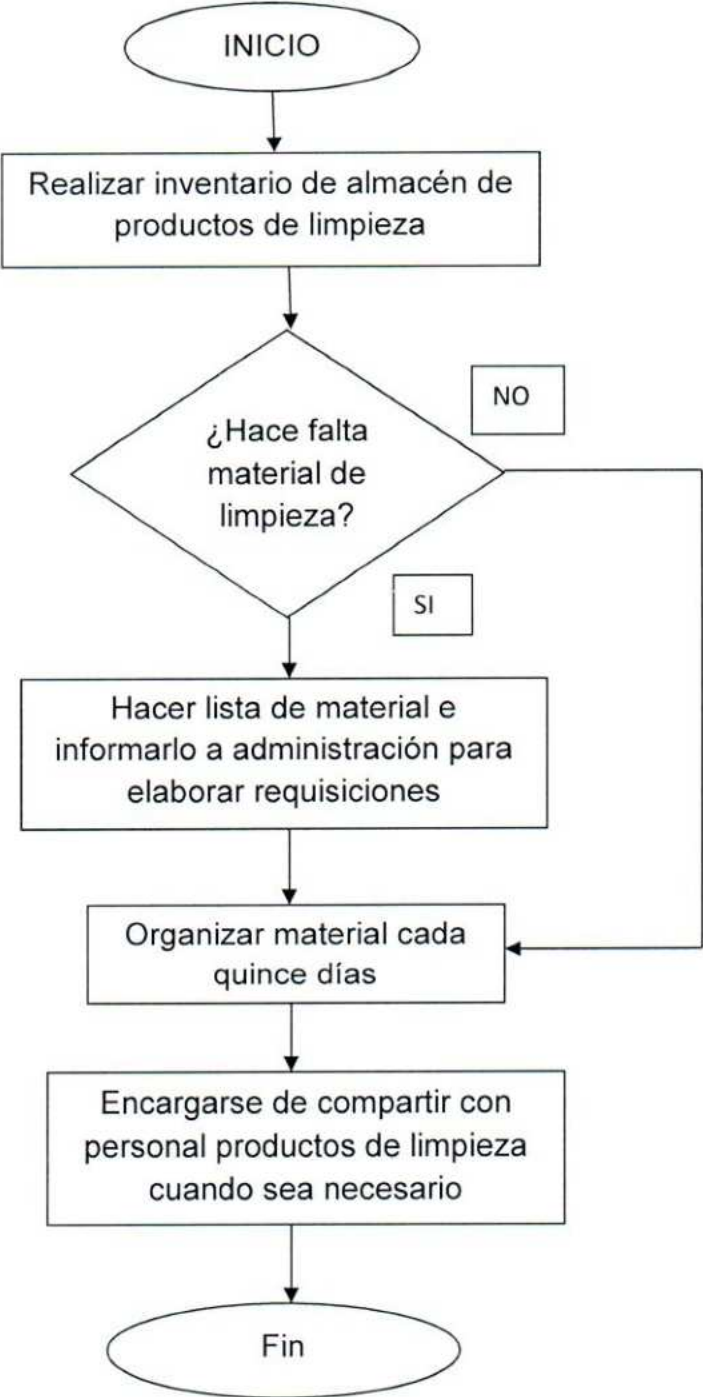 INICIO
Realizar inventario de almacén de
productos de limpieza
NO
¿Hace falta
material de
limpieza?
SI
Hacer lista de material e
informarlo a administración para
elaborar requisiciones
Organizar material cada
quince días
Encargarse de compartir con
personal productos de limpieza
cuando sea necesario
Fin